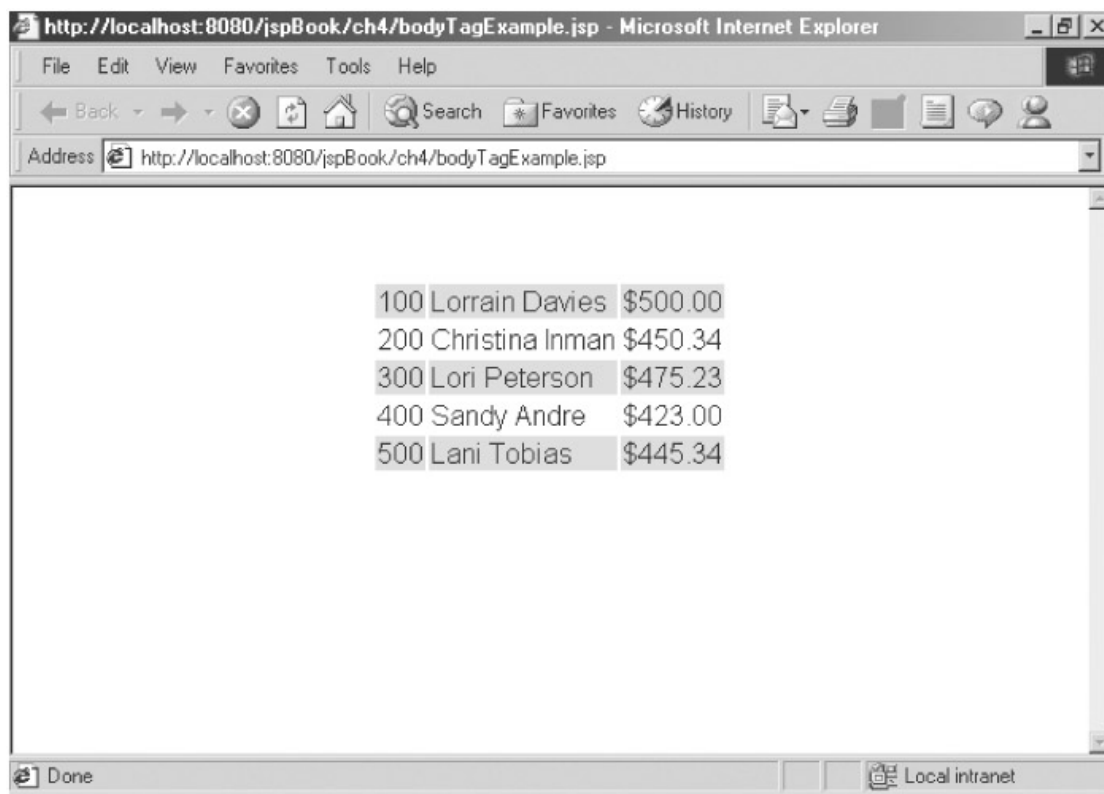 http://localhost:8080/jspBook/ch4/bodyTagExample.jsp - Microsoft Internet Explorer
File Edit View Favorites Tools Help
Back Search Favorites History
Address http://localhost:8080/jspBook/ch4/bodyTagExample.jsp
100 Lorrain Davies $500.00
200 Christina Inman $450.34
300 Lori Peterson $475.23
400 Sandy Andre $423.00
500 Lani Tobias $445.34
Done Local intranet